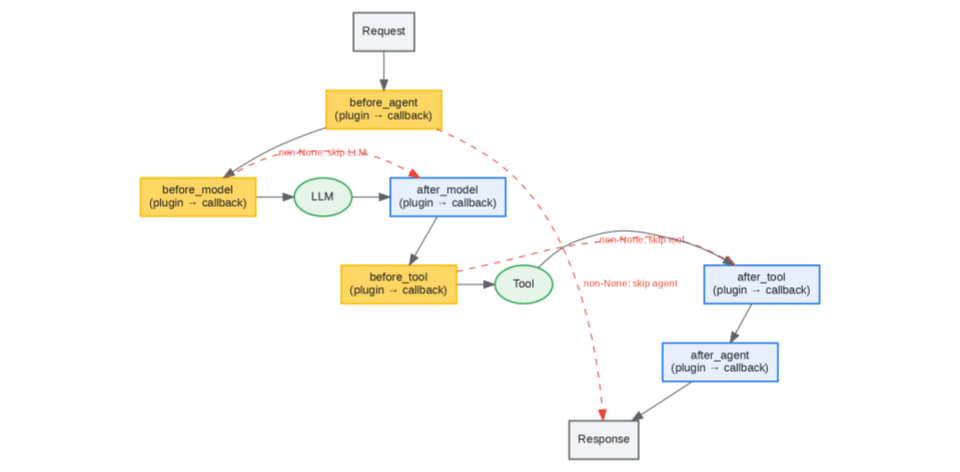 Request
before_agent
(plugin → callback)
non-None: skip LLM
before_model
(plugin → callback)
LLM
after_model
(plugin → callback)
non-None: skip tool
before_tool
(plugin → callback)
Tool
non-None: skip agent
after_tool
(plugin → callback)
after_agent
(plugin → callback)
Response